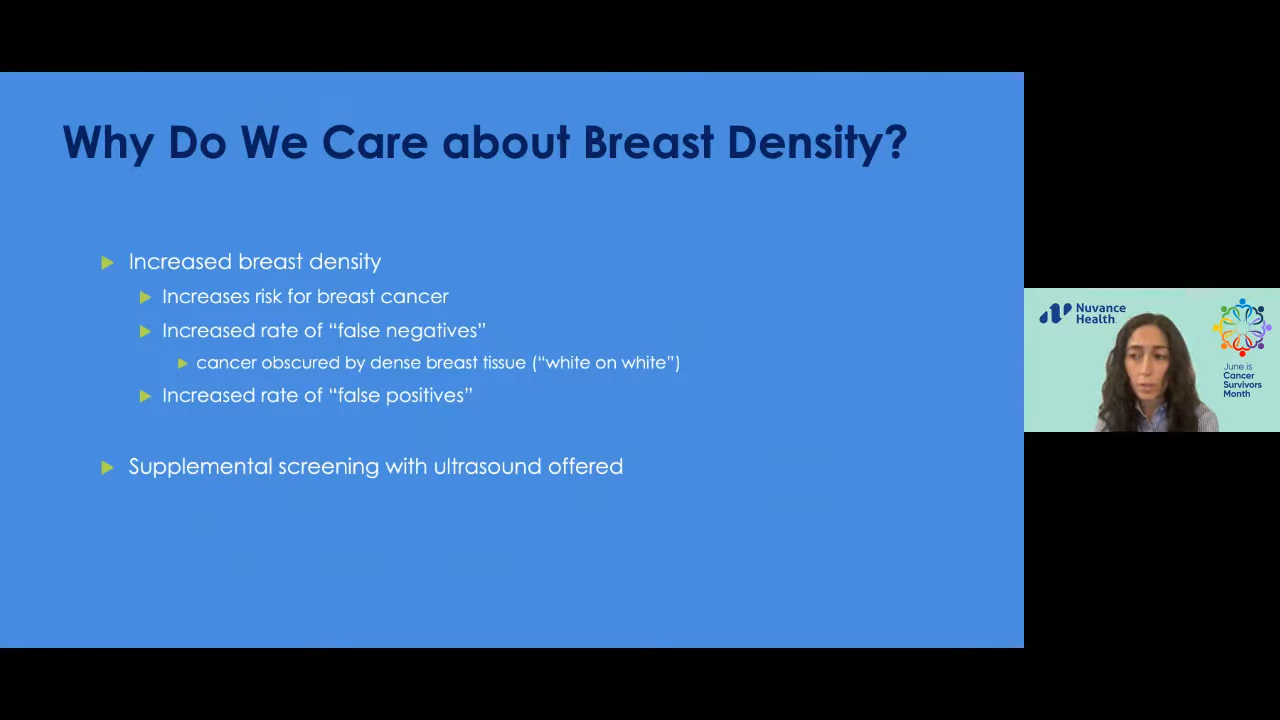 Why Do We Care about Breast Density?
Increased breast density
Increases risk for breast cancer
Increased rate of “false negatives”
cancer obscured by dense breast tissue (“white on white”)
Increased rate of “false positives”
Supplemental screening with ultrasound offered
Nuvance
Health
June is
Cancer
Survivors
Month